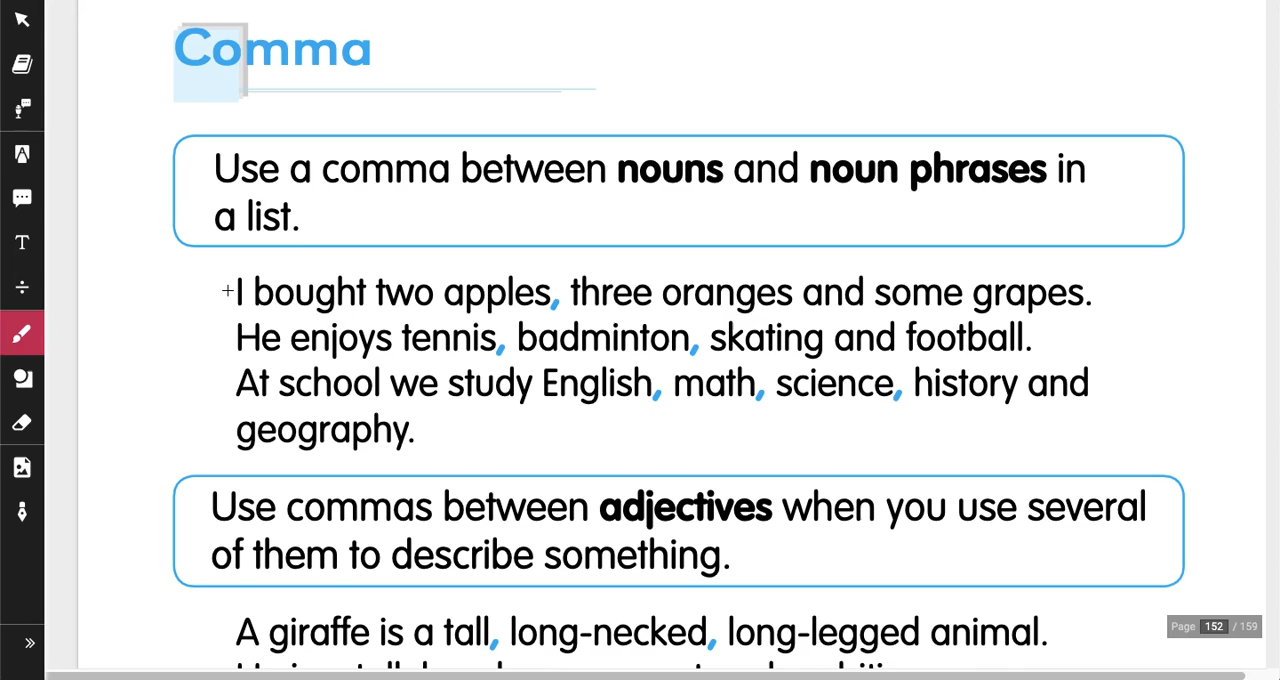 Comma
Use a comma between nouns and noun phrases in
a list.
I bought two apples, three oranges and some grapes.
He enjoys tennis, badminton, skating and football.
At school we study English, math, science, history and
geography.
Use commas between adjectives when you use several
of them to describe something.
A giraffe is a tall, long-necked, long-legged animal.
Page 152 / 159